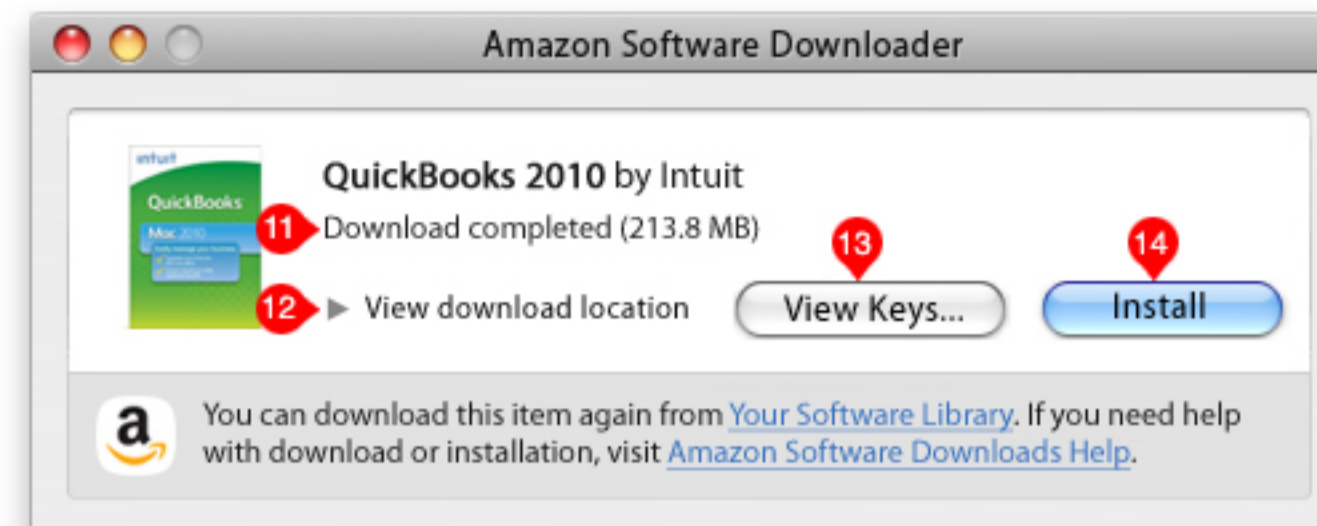 Amazon Software Downloader
intuit
QuickBooks
Mac 2010
QuickBooks 2010 by Intuit
11 Download completed (213.8 MB)
13
14
12 View download location
View Keys...
Install
a
You can download this item again from Your Software Library. If you need help
with download or installation, visit Amazon Software Downloads Help.